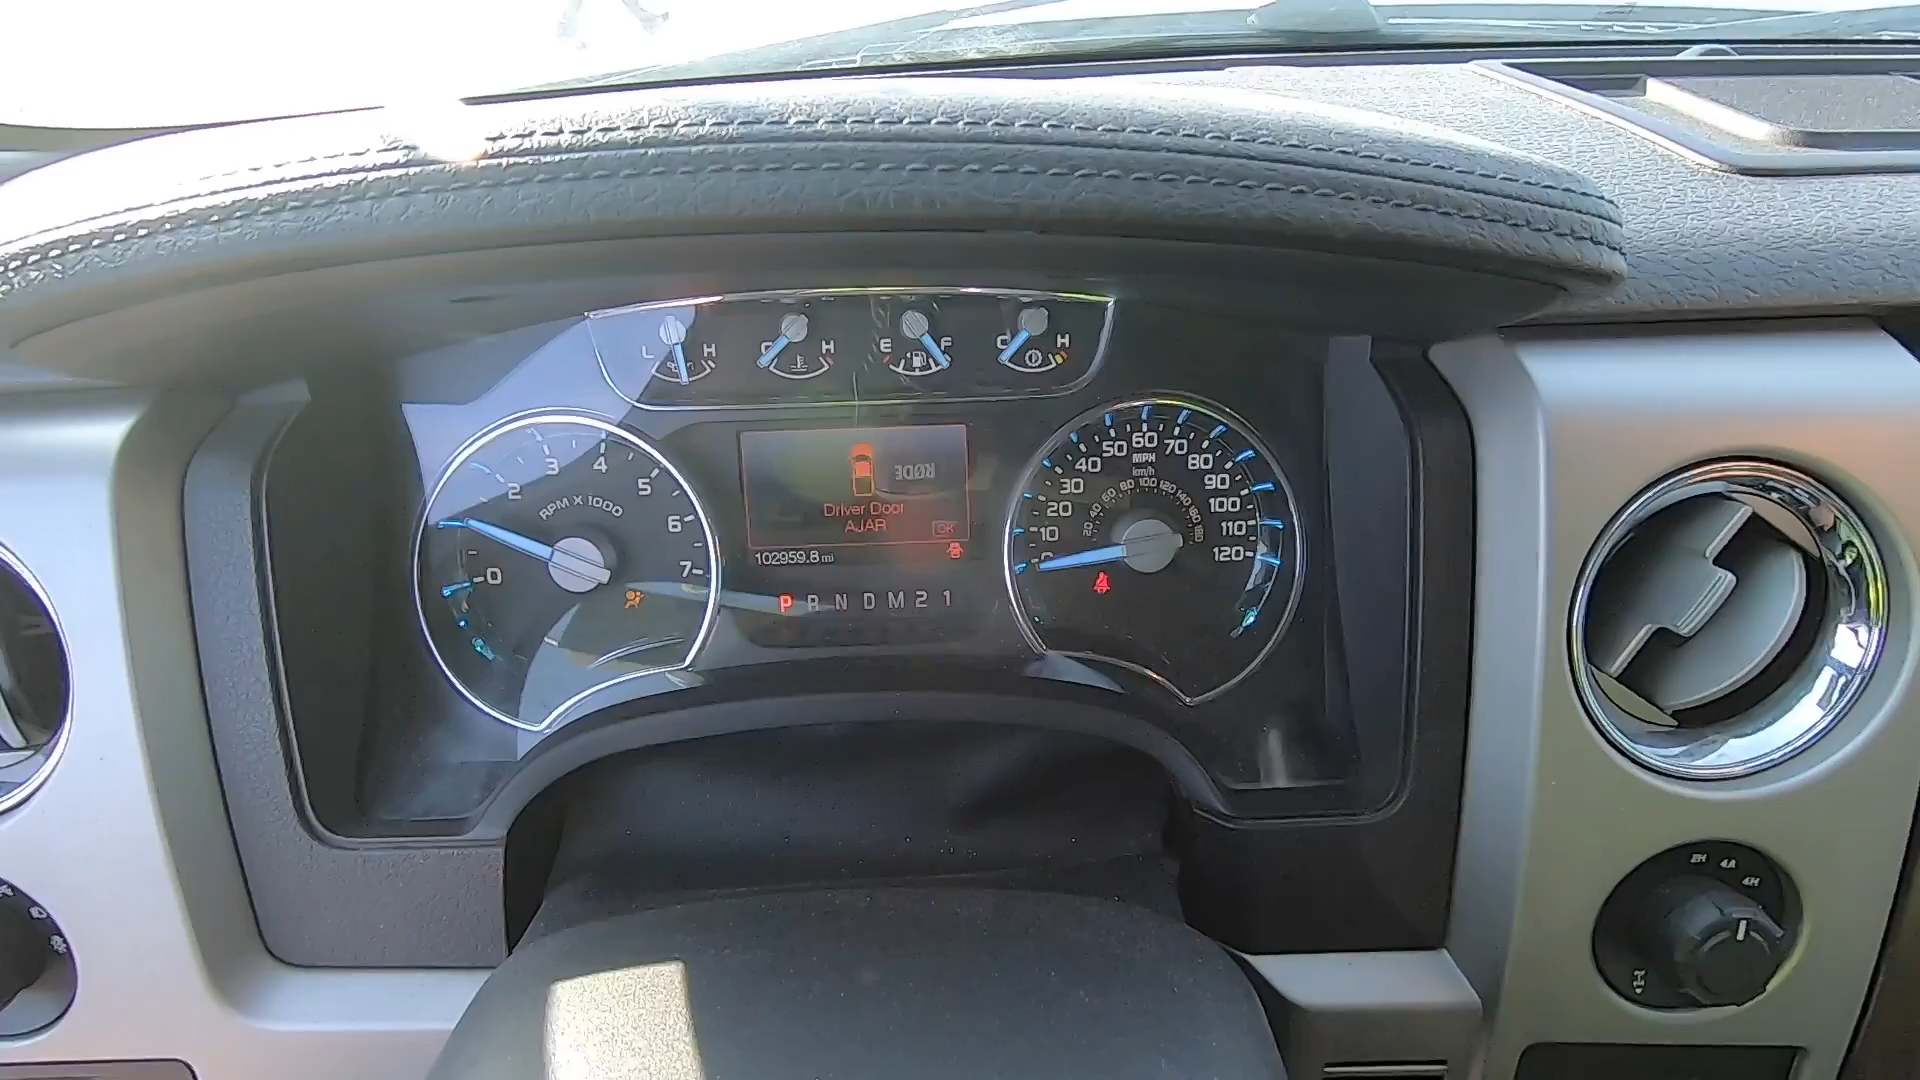 L H
C H
E F
C H
2 3 4 5 6 7 0
RPM X 1000
RØDE
Driver Door
AJAR
OK
102959.8 mi
P R N D M 2 1
0 10 20 30 40 50 60 70 80 90 100 110 120
MPH
km/h
20 40 60 80 100 120 140 160 180
2H 4A 4H